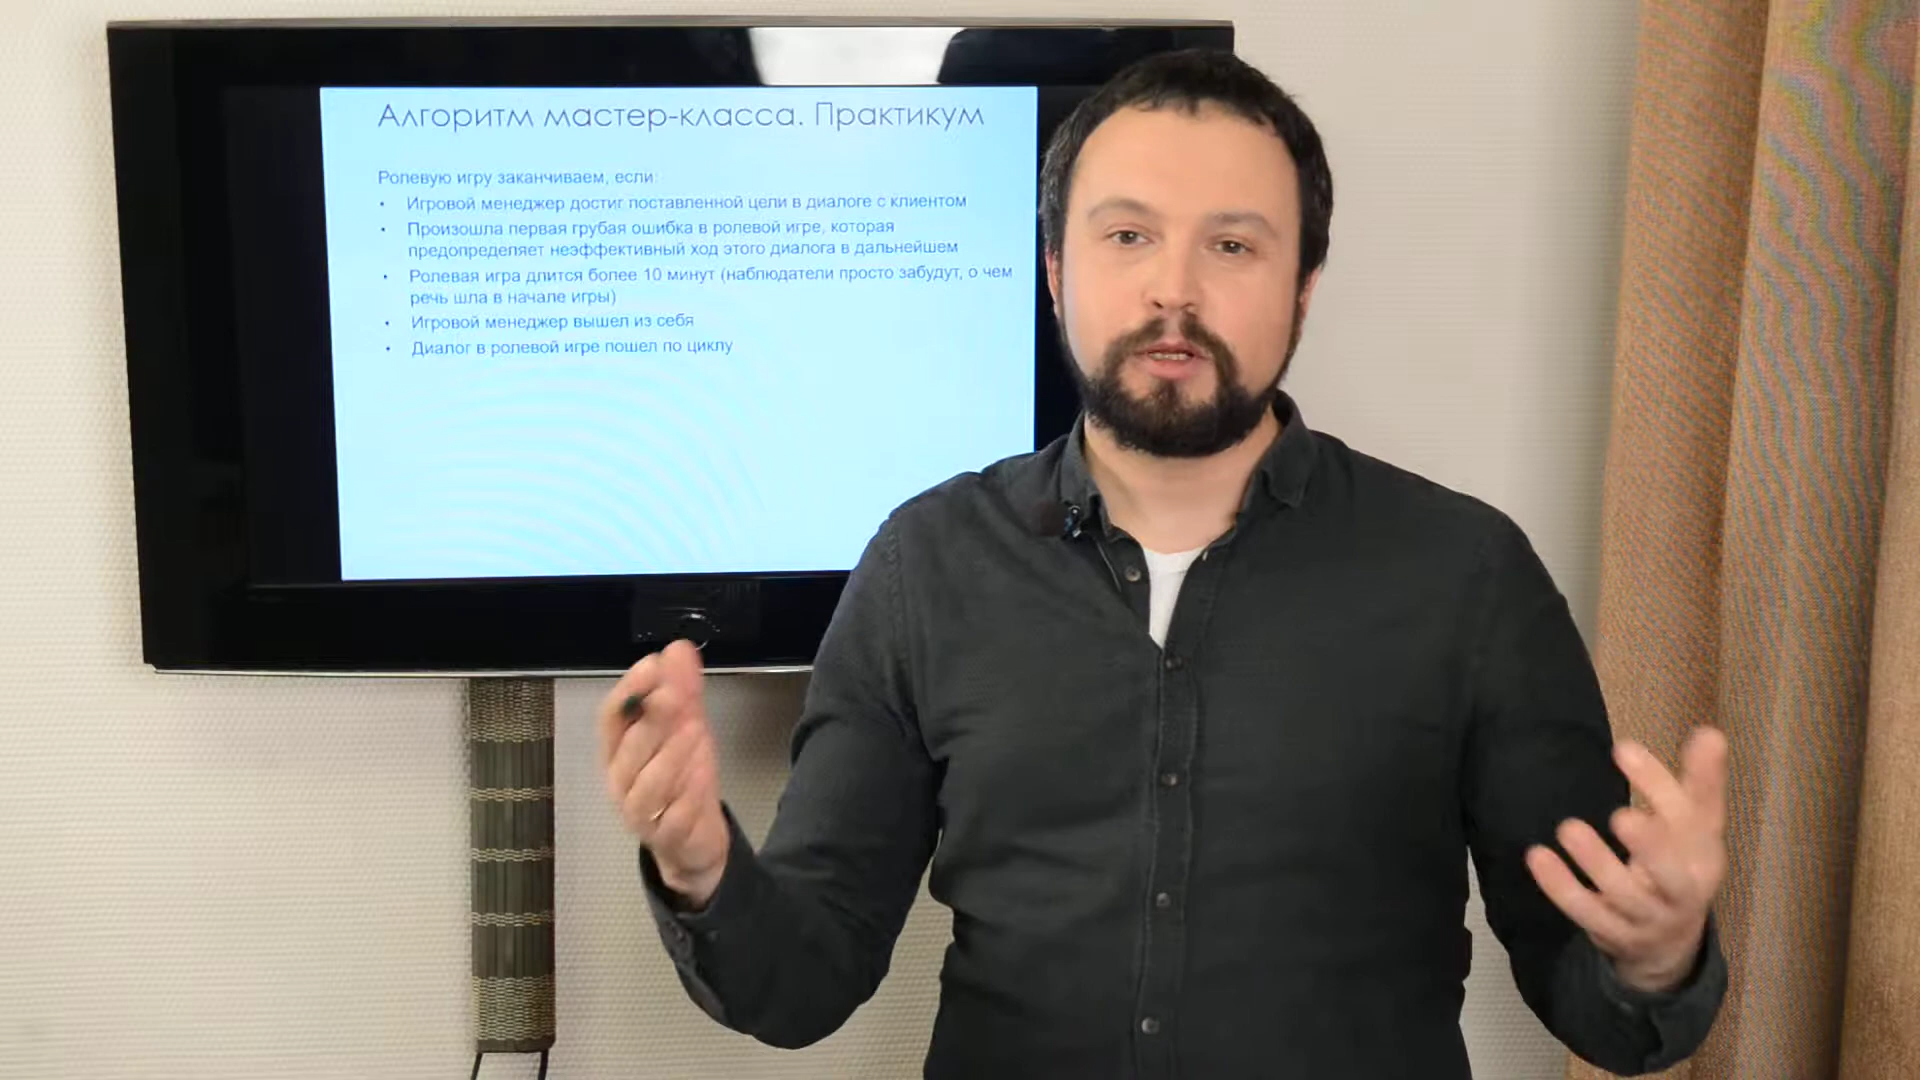 Алгоритм мастер-класса. Практикум
Ролевую игру заканчиваем, если:
• Игровой менеджер достиг поставленной цели в диалоге с клиентом
• Произошла первая грубая ошибка в ролевой игре, которая
предопределяет неэффективный ход этого диалога в дальнейшем
• Ролевая игра длится более 10 минут (наблюдатели просто забудут, о чем
речь шла в начале игры)
• Игровой менеджер вышел из себя
• Диалог в ролевой игре пошел по циклу